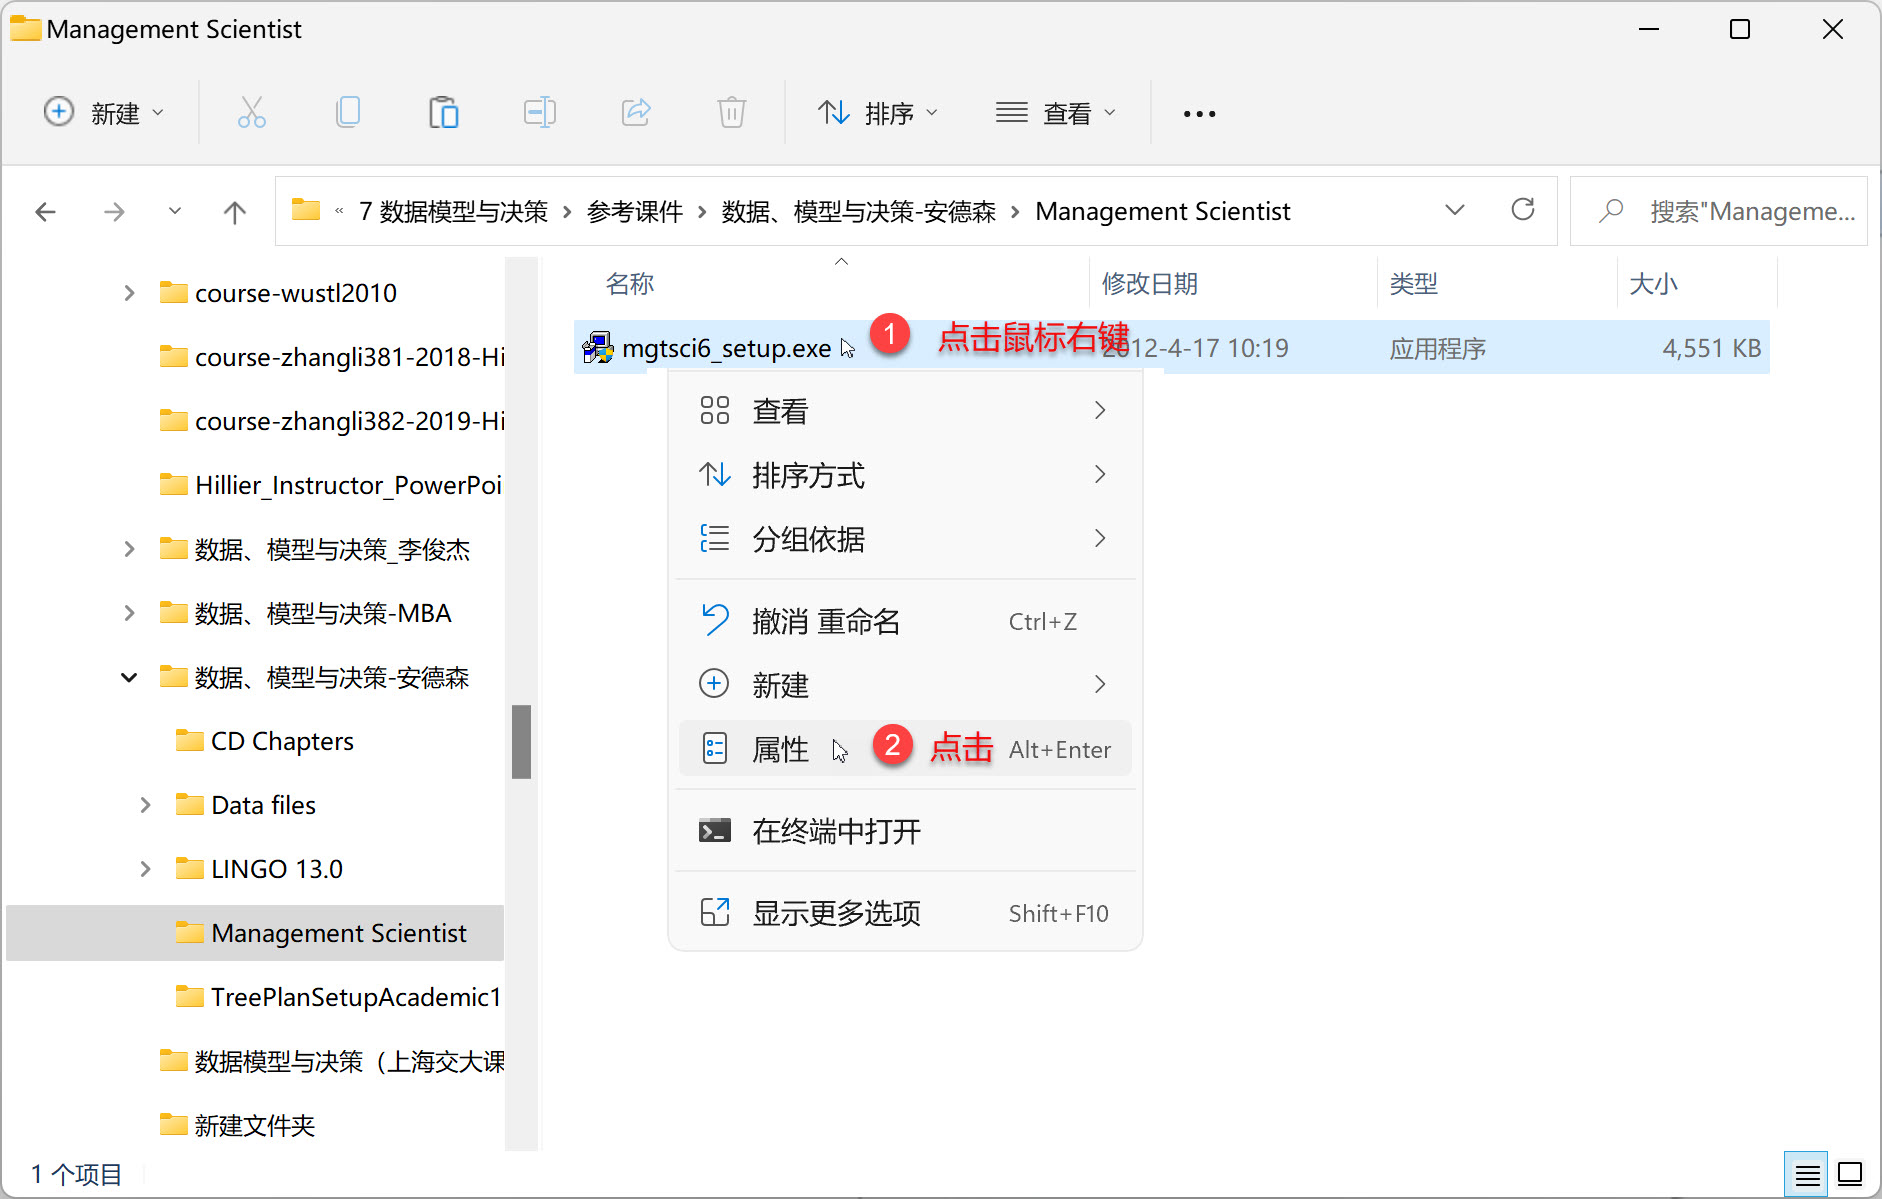 Management Scientist
新建
排序
查看
« 7 数据模型与决策 › 参考课件 › 数据、模型与决策-安德森 › Management Scientist
搜索"Manageme...
course-wustl2010
course-zhangli381-2018-Hi
course-zhangli382-2019-Hi
Hillier_Instructor_PowerPoi
数据、模型与决策_李俊杰
数据、模型与决策-MBA
数据、模型与决策-安德森
CD Chapters
Data files
LINGO 13.0
Management Scientist
TreePlanSetupAcademic1
数据模型与决策（上海交大课
新建文件夹
名称 修改日期 类型 大小
mgtsci6_setup.exe 1 点击鼠标右键 2012-4-17 10:19 应用程序 4,551 KB
查看
排序方式
分组依据
撤消 重命名 Ctrl+Z
新建
属性 2 点击 Alt+Enter
在终端中打开
显示更多选项 Shift+F10
1 个项目